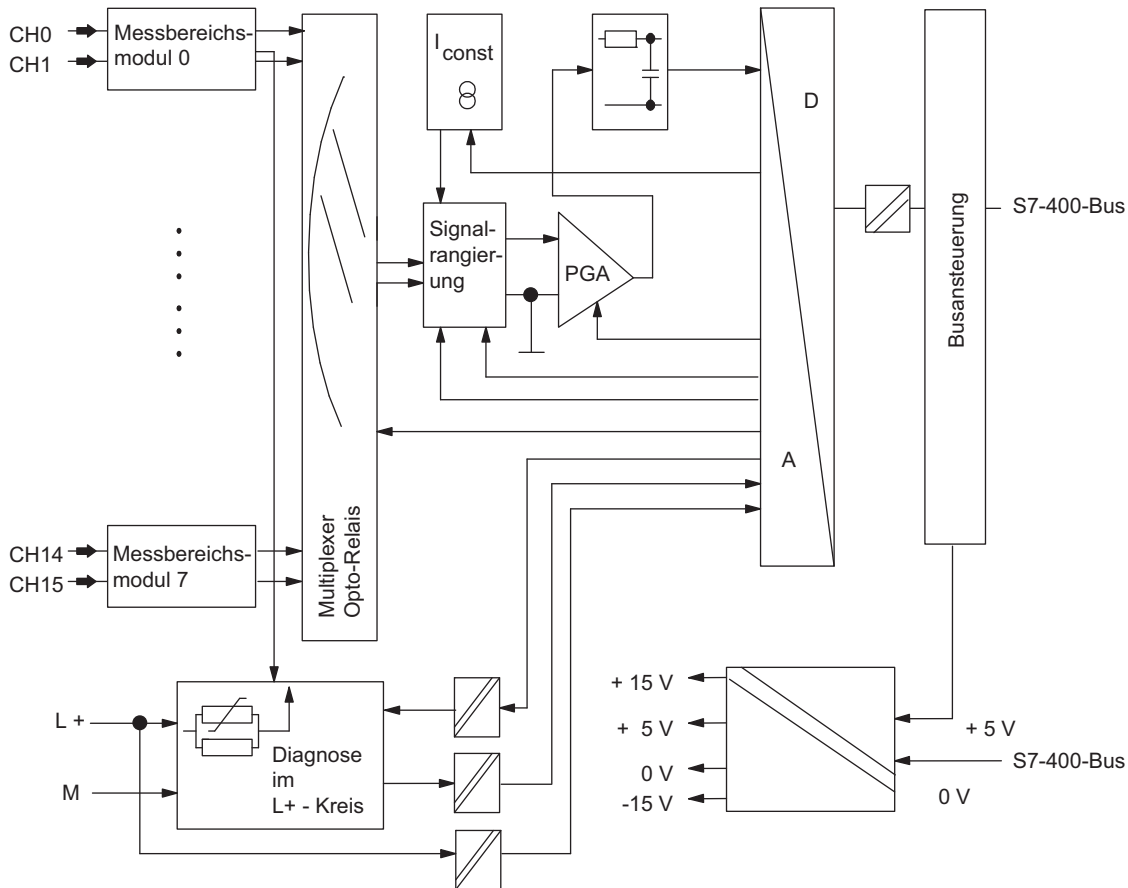 CH0
CH1
Messbereichs-
modul 0
I const
D
Signal-
rangier-
ung
PGA
S7-400-Bus
Busansteuerung
A
CH14
CH15
Messbereichs-
modul 7
Multiplexer
Opto-Relais
L +
M
Diagnose
im
L+ - Kreis
+ 15 V
+ 5 V
0 V
-15 V
+ 5 V
S7-400-Bus
0 V